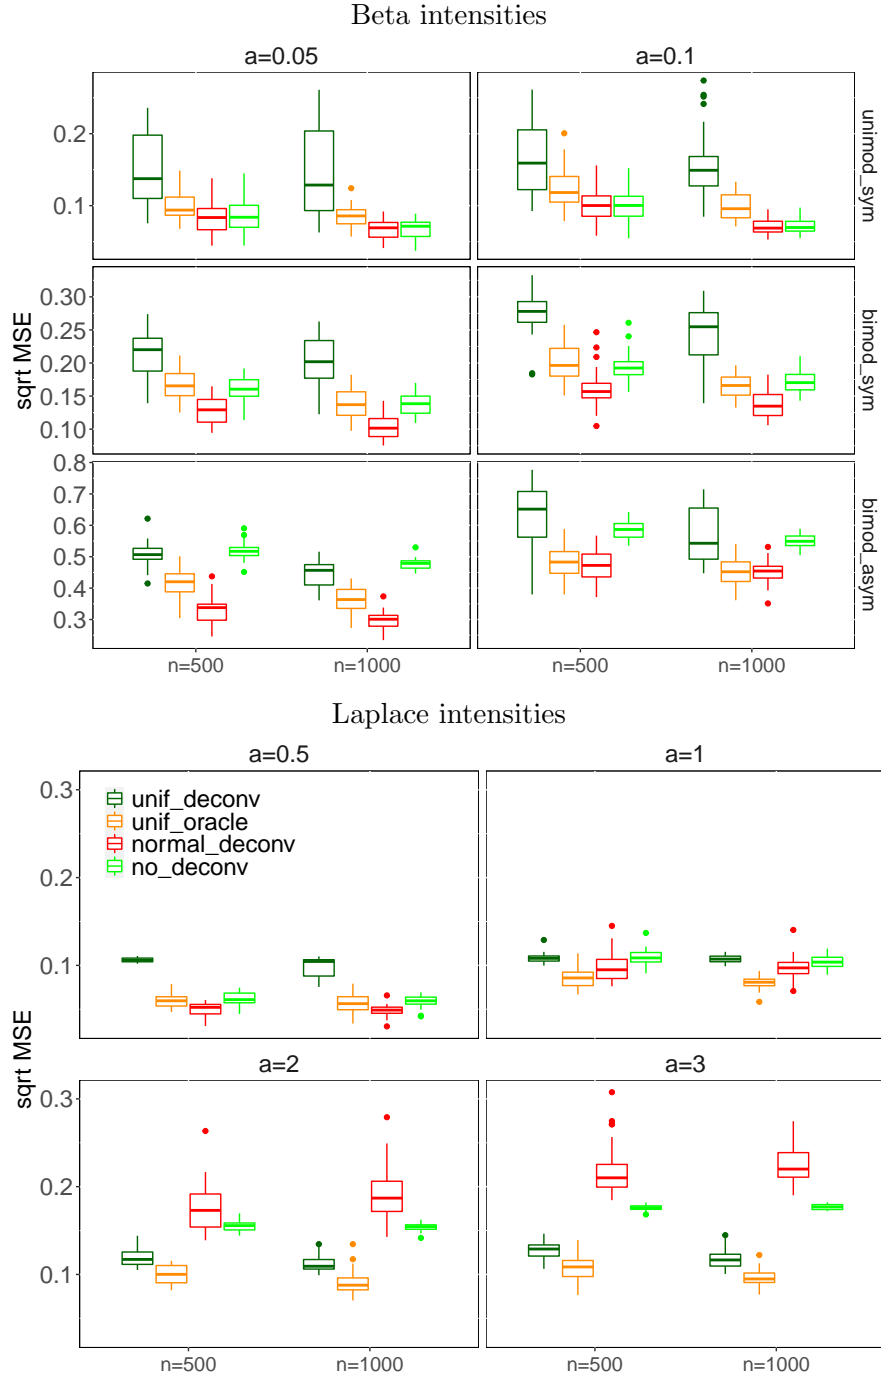 Beta intensities
a=0.05 a=0.1
0.2
0.1
unimod_sym
0.30
0.25
0.20
0.15
0.10
bimod_sym
sqrt MSE
0.8
0.7
0.6
0.5
0.4
0.3
bimod_asym
n=500 n=1000 n=500 n=1000
Laplace intensities
a=0.5 a=1
0.3
0.2
0.1
unif_deconv
unif_oracle
normal_deconv
no_deconv
sqrt MSE
a=2 a=3
0.3
0.2
0.1
n=500 n=1000 n=500 n=1000